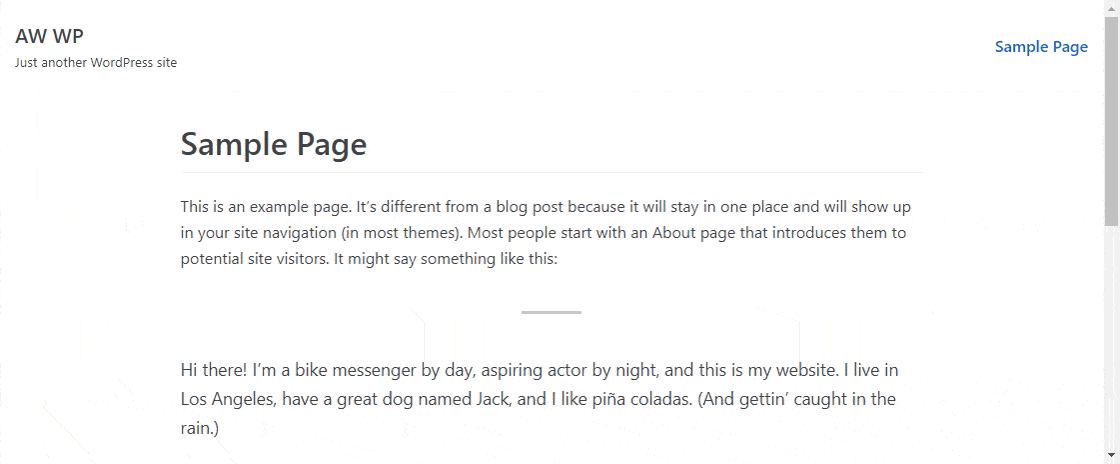 AW WP
Just another WordPress site
Sample Page
Sample Page
This is an example page. It’s different from a blog post because it will stay in one place and will show up
in your site navigation (in most themes). Most people start with an About page that introduces them to
potential site visitors. It might say something like this:
Hi there! I’m a bike messenger by day, aspiring actor by night, and this is my website. I live in
Los Angeles, have a great dog named Jack, and I like piña coladas. (And gettin’ caught in the
rain.)